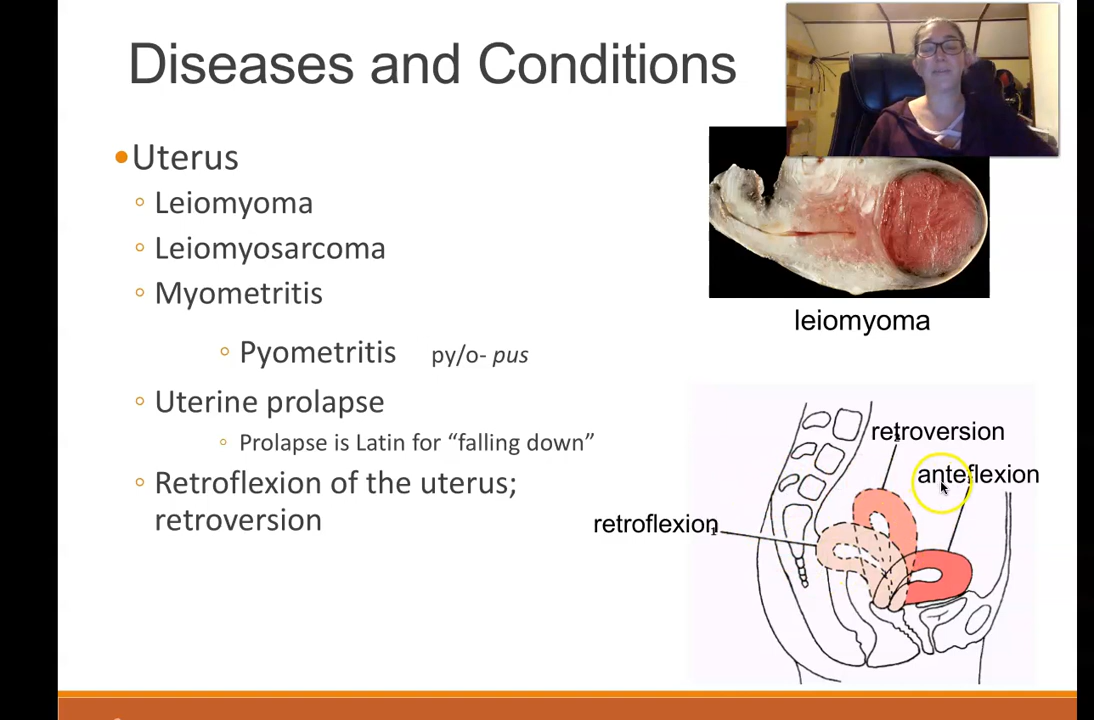 Diseases and Conditions
Uterus
Leiomyoma
Leiomyosarcoma
Myometritis
Pyometritis py/o- pus
Uterine prolapse
Prolapse is Latin for “falling down”
Retroflexion of the uterus;
retroversion
leiomyoma
retroversion
anteflexion
retroflexion